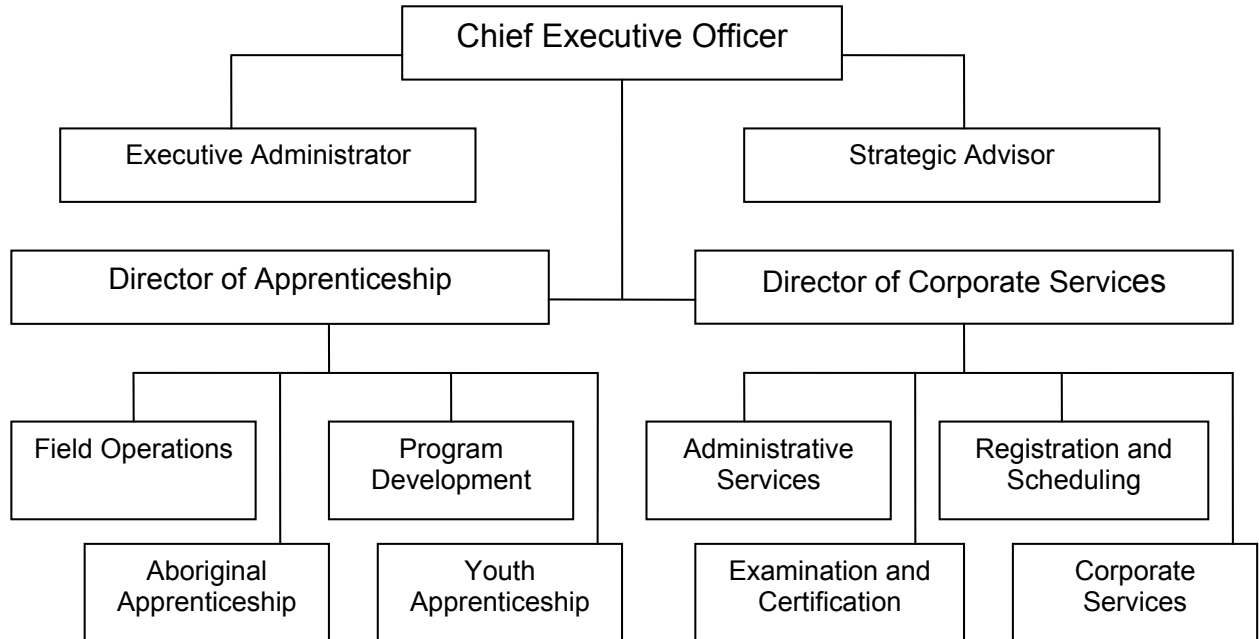 Chief Executive Officer
Executive Administrator
Strategic Advisor
Director of Apprenticeship
Director of Corporate Services
Field Operations
Program
Development
Administrative
Services
Registration and
Scheduling
Aboriginal
Apprenticeship
Youth
Apprenticeship
Examination and
Certification
Corporate
Services